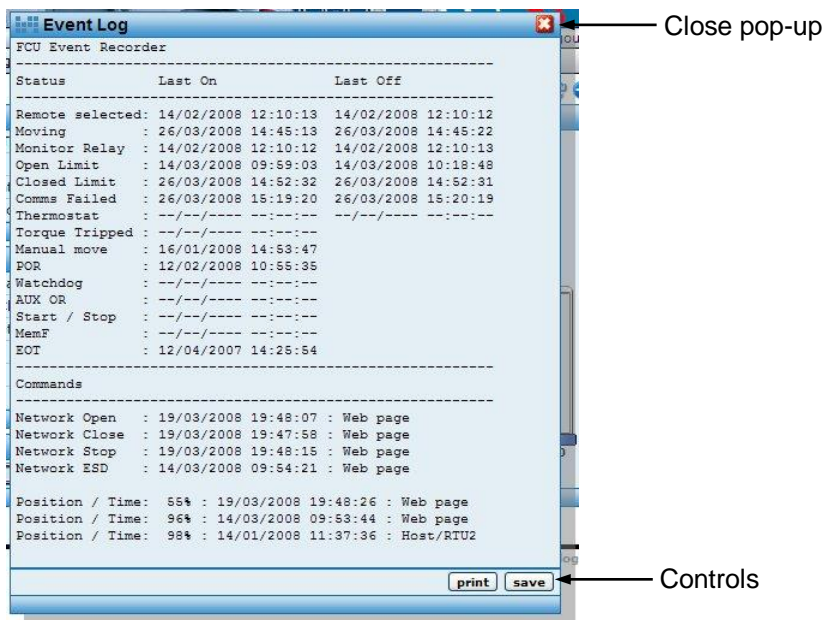 Event Log
Close pop-up
FCU Event Recorder
----------------------------------------------------------
Status Last On Last Off
----------------------------------------------------------
Remote selected: 14/02/2008 12:10:13 14/02/2008 12:10:12
Moving : 26/03/2008 14:45:13 26/03/2008 14:45:22
Monitor Relay : 14/02/2008 12:10:12 14/02/2008 12:10:13
Open Limit : 14/03/2008 09:59:03 14/03/2008 10:18:48
Closed Limit : 26/03/2008 14:52:32 26/03/2008 14:52:31
Comms Failed : 26/03/2008 15:19:20 26/03/2008 15:20:19
Thermostat : --/--/---- --:--:-- --/--/---- --:--:--
Torque Tripped : --/--/---- --:--:--
Manual move : 16/01/2008 14:53:47
POR : 12/02/2008 10:55:35
Watchdog : --/--/---- --:--:--
AUX OR : --/--/---- --:--:--
Start / Stop : --/--/---- --:--:--
MemF : --/--/---- --:--:--
EOT : 12/04/2007 14:25:54
----------------------------------------------------------
Commands
----------------------------------------------------------
Network Open : 19/03/2008 19:48:07 : Web page
Network Close : 19/03/2008 19:47:58 : Web page
Network Stop : 19/03/2008 19:48:15 : Web page
Network ESD : 14/03/2008 09:54:21 : Web page
Position / Time: 55% : 19/03/2008 19:48:26 : Web page
Position / Time: 96% : 14/03/2008 09:53:44 : Web page
Position / Time: 98% : 14/01/2008 11:37:36 : Host/RTU2
print save
Controls